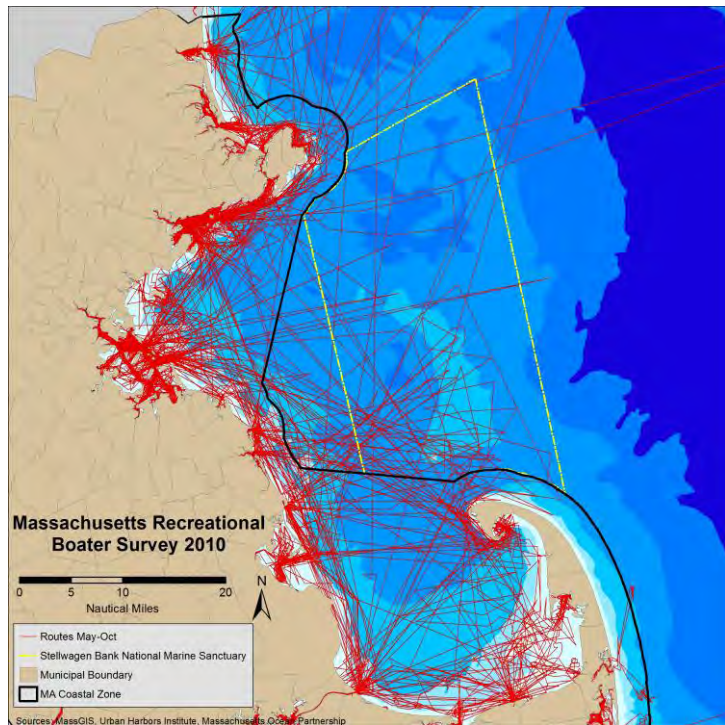 Massachusetts Recreational
Boater Survey 2010
0 5 10 20
Nautical Miles
N
Routes May-Oct
Stellwagen Bank National Marine Sanctuary
Municipal Boundary
MA Coastal Zone
Sources: MassGIS, Urban Harbors Institute, Massachusetts Ocean Partnership